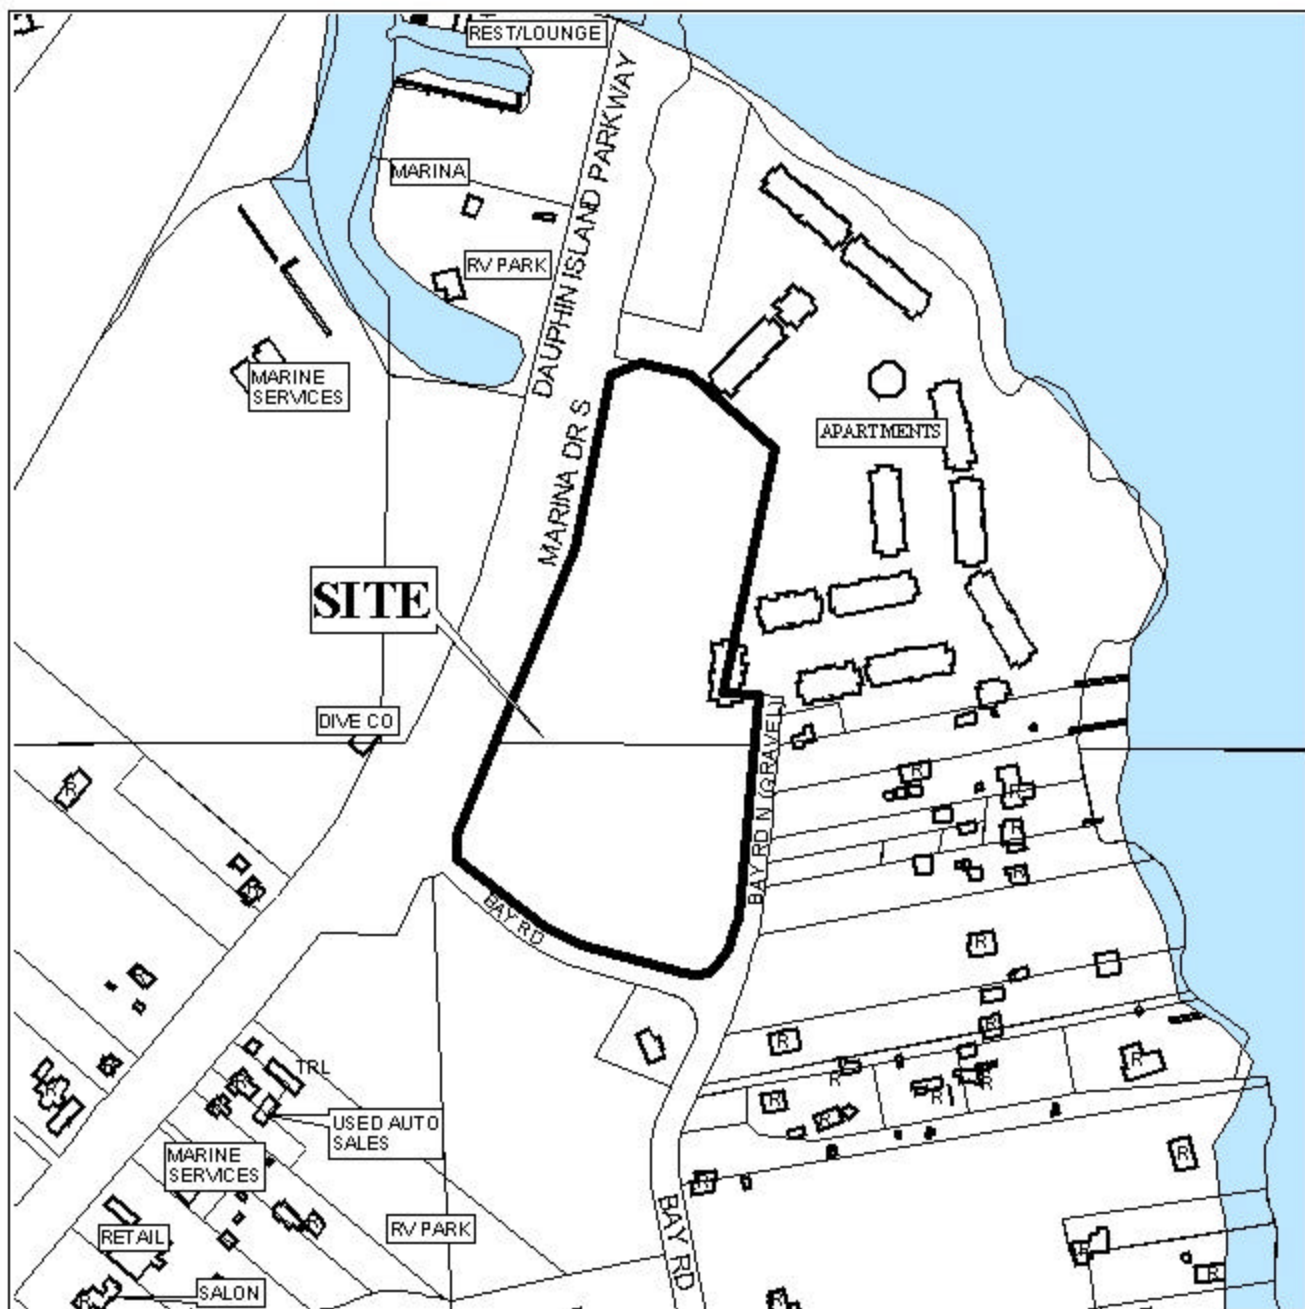 REST/LOUNGE
DAUPHIN ISLAND PARKWAY
MARINA
RV PARK
MARINE
SERVICES
MARINA DR S
APARTMENTS
SITE
DIVE CO
BAY RD N (GRAVEL)
R
R
R
R
R
BAY RD
R
R
R
R
TRL
R
R
R
R
R
USED AUTO
SALES
MARINE
SERVICES
R
R
BAY RD
RV PARK
RETAIL
R
R
SALON